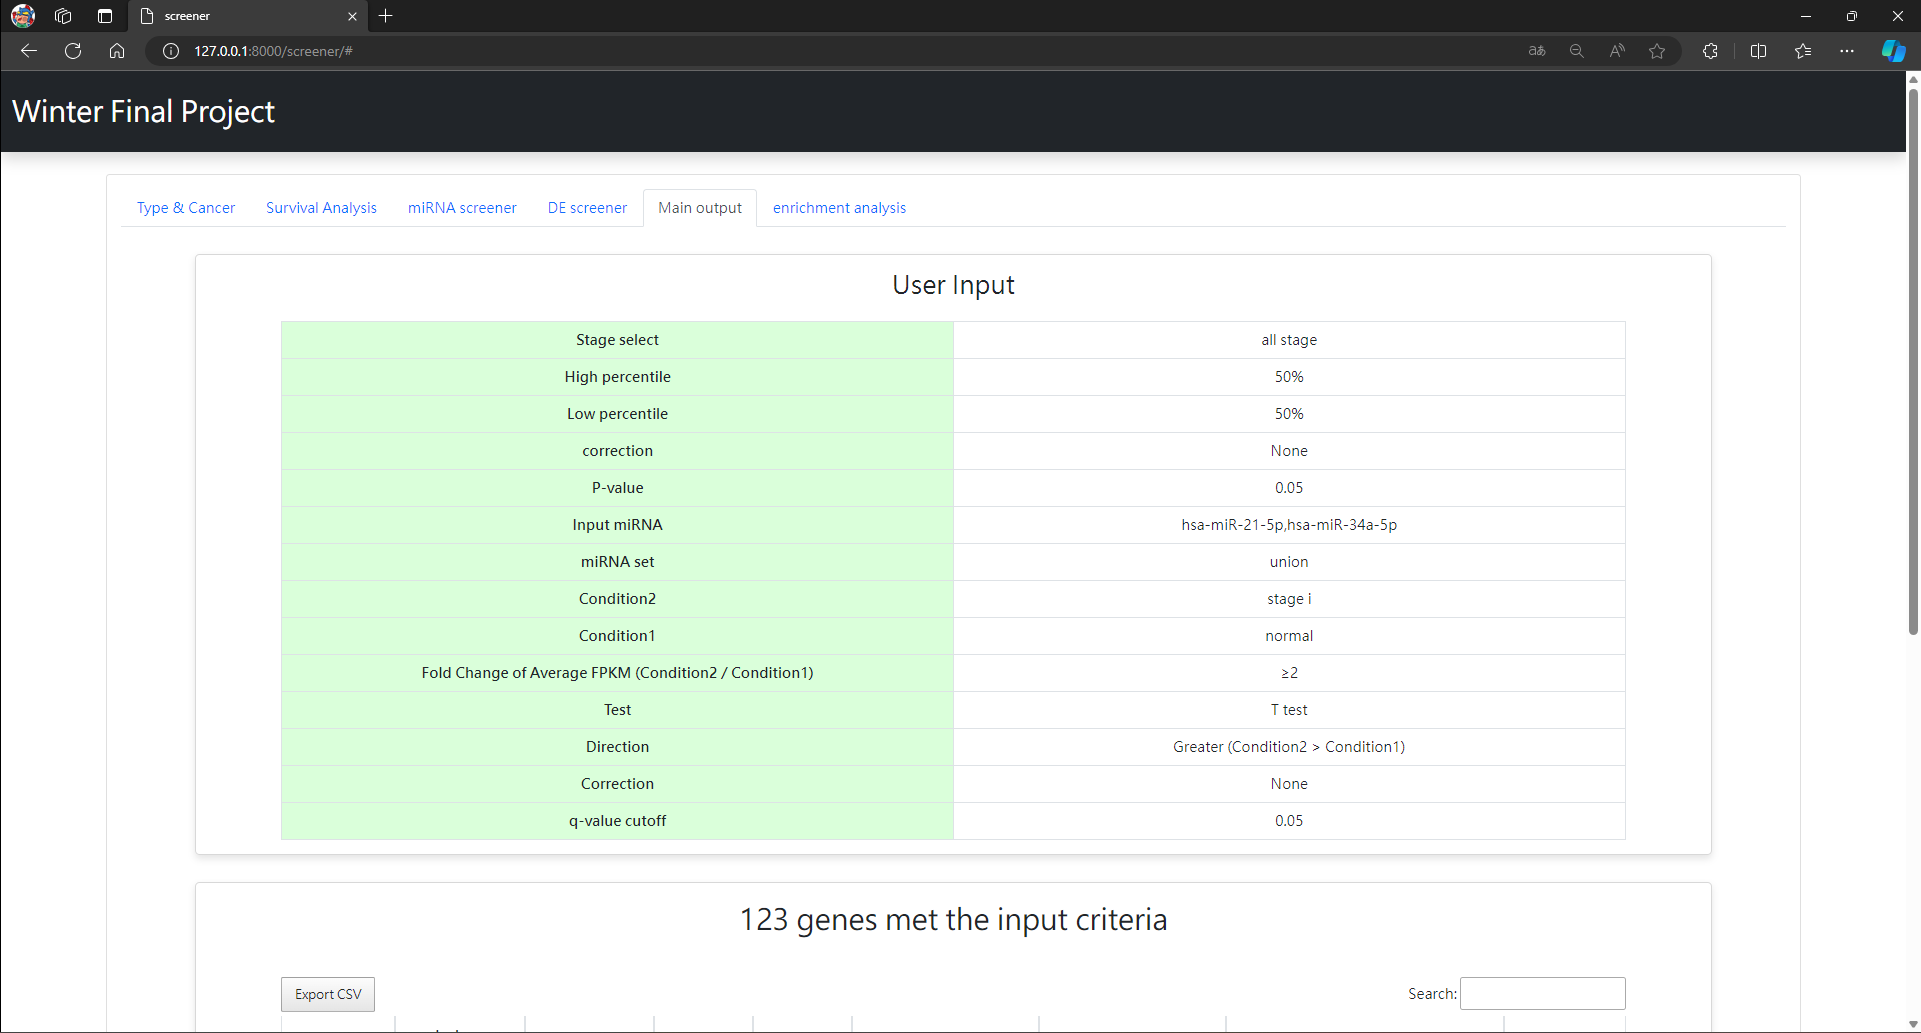 screener
127.0.0.1:8000/screener/#
Winter Final Project
Type & Cancer Survival Analysis miRNA screener DE screener Main output enrichment analysis
User Input
Stage select all stage
High percentile 50%
Low percentile 50%
correction None
P-value 0.05
Input miRNA hsa-miR-21-5p,hsa-miR-34a-5p
miRNA set union
Condition2 stage i
Condition1 normal
Fold Change of Average FPKM (Condition2 / Condition1) ≥2
Test T test
Direction Greater (Condition2 > Condition1)
Correction None
q-value cutoff 0.05
123 genes met the input criteria
Export CSV Search: